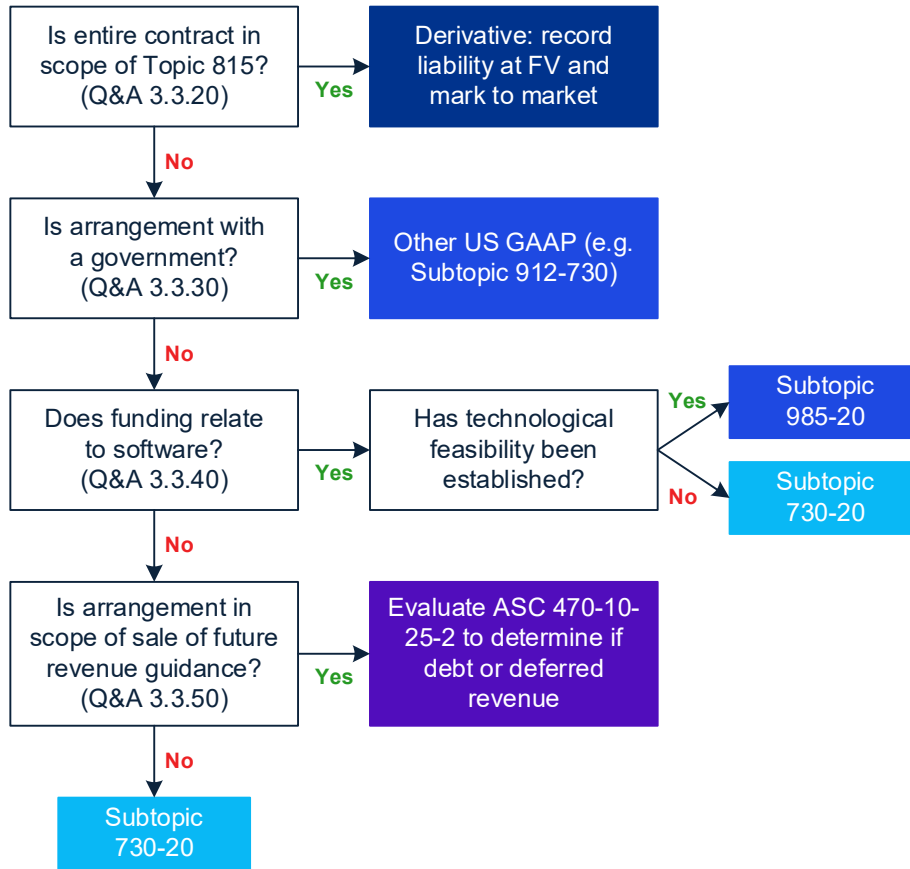 Is entire contract in
scope of Topic 815?
(Q&A 3.3.20)
Yes
Derivative: record
liability at FV and
mark to market
No
Is arrangement with
a government?
(Q&A 3.3.30)
Yes
Other US GAAP (e.g.
Subtopic 912-730)
No
Does funding relate
to software?
(Q&A 3.3.40)
Yes
Has technological
feasibility been
established?
Yes
Subtopic
985-20
No
Subtopic
730-20
No
Is arrangement in
scope of sale of future
revenue guidance?
(Q&A 3.3.50)
Yes
Evaluate ASC 470-10-
25-2 to determine if
debt or deferred
revenue
No
Subtopic
730-20